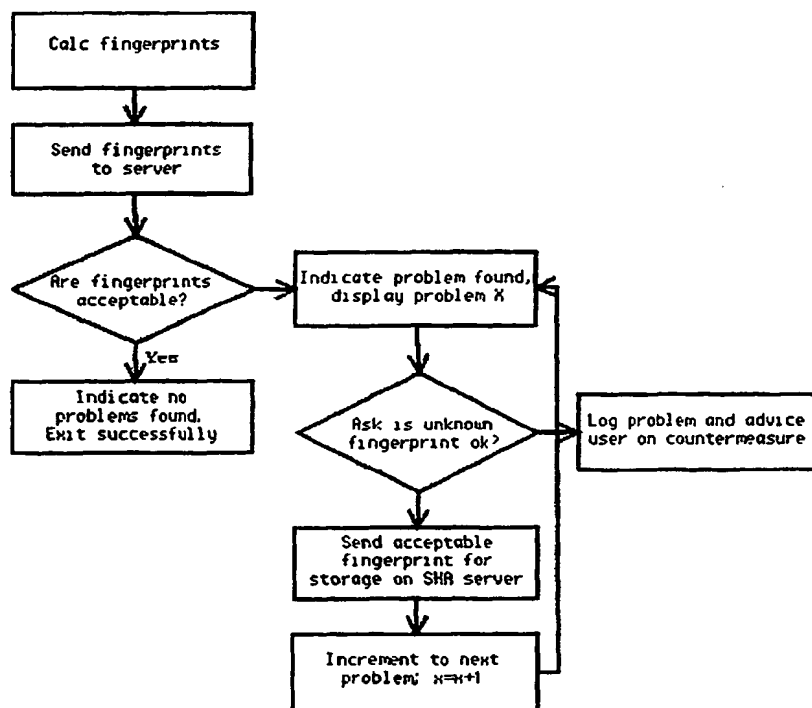 Calc fingerprints
Send fingerprints
to server
Are fingerprints
acceptable?
Yes
Indicate no
problems found.
Exit successfully
Indicate problem found,
display problem X
Ask is unknown
fingerprint ok?
Log problem and advice
user on countermeasure
Send acceptable
fingerprint for
storage on SHA server
Increment to next
problem; x=x+1